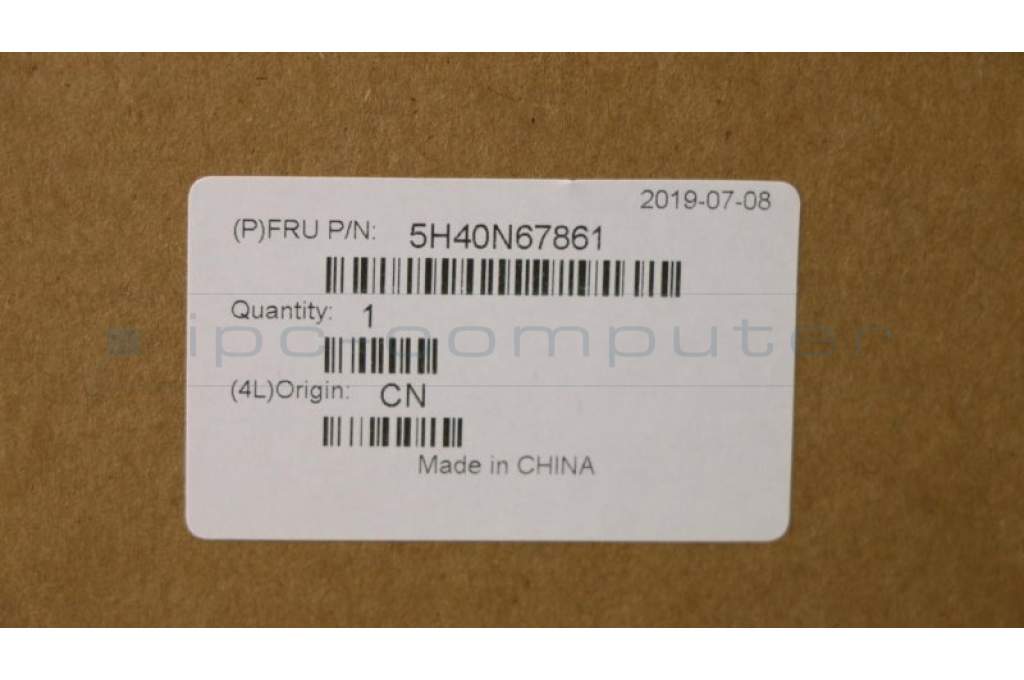 2019-07-08
(P)FRU P/N: 5H40N67861
Quantity: 1
ipc-computer
(4L)Origin: CN
Made in CHINA